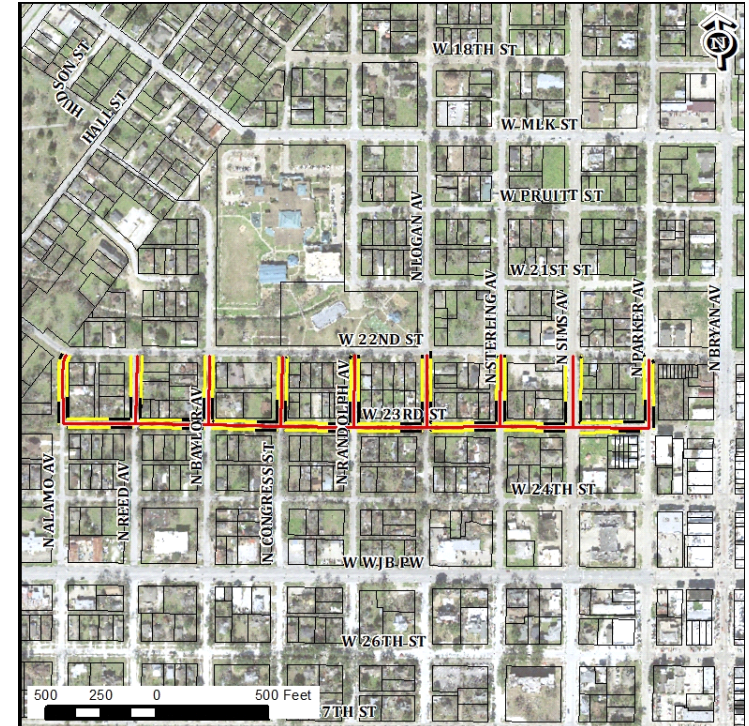 W 18TH ST
HUDSON ST
HALL ST
N
W MLK ST
W PRUITT ST
N LOGAN AV
W 21ST ST
N STERLING AV
N SIMS AV
N PARKER AV
N BRYAN AV
W 22ND ST
N BAYLOR AV
N RANDOLPH AV
W 23RD ST
N ALAMO AV
N REED AV
N CONGRESS ST
W 24TH ST
W WJB PW
W 26TH ST
500 250 0 500 Feet
7TH ST